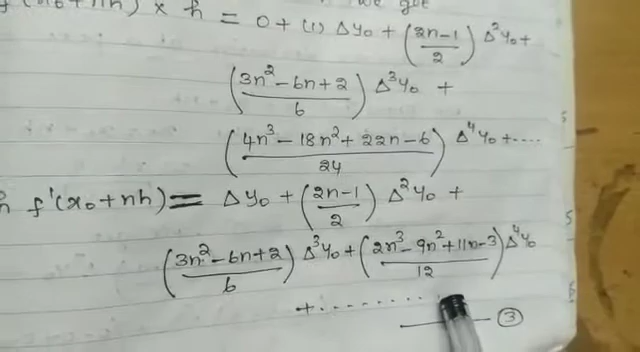 f'(x₀+nh) × h = 0 + (1) Δy₀ + (2n-1/2) Δ²y₀ +
(3n²-6n+2/6) Δ³y₀ +
(4n³-18n²+22n-6/24) Δ⁴y₀ + ....
h f'(x₀+nh) = Δy₀ + (2n-1/2) Δ²y₀ +
(3n²-6n+2/6) Δ³y₀ + (2n³-9n²+11n-3/12) Δ⁴y₀
+ ........
③